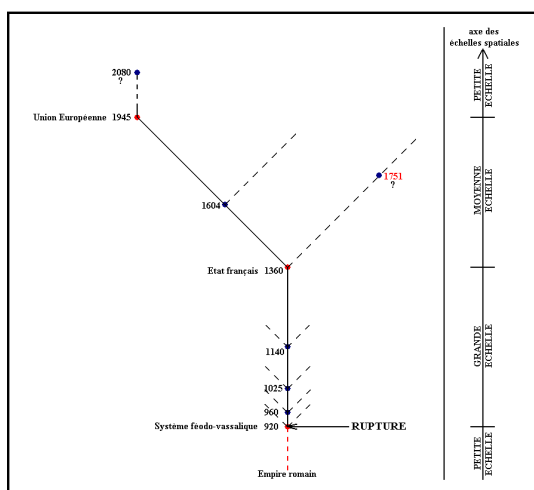 axe des
échelles spatiales
2080
?
PETITE
ECHELLE
Union Européenne 1945
1751
?
1604
MOYENNE
ECHELLE
Etat français 1360
1140
GRANDE
ECHELLE
1025
960
Système féodo-vassalique 920
RUPTURE
PETITE
ECHELLE
Empire romain